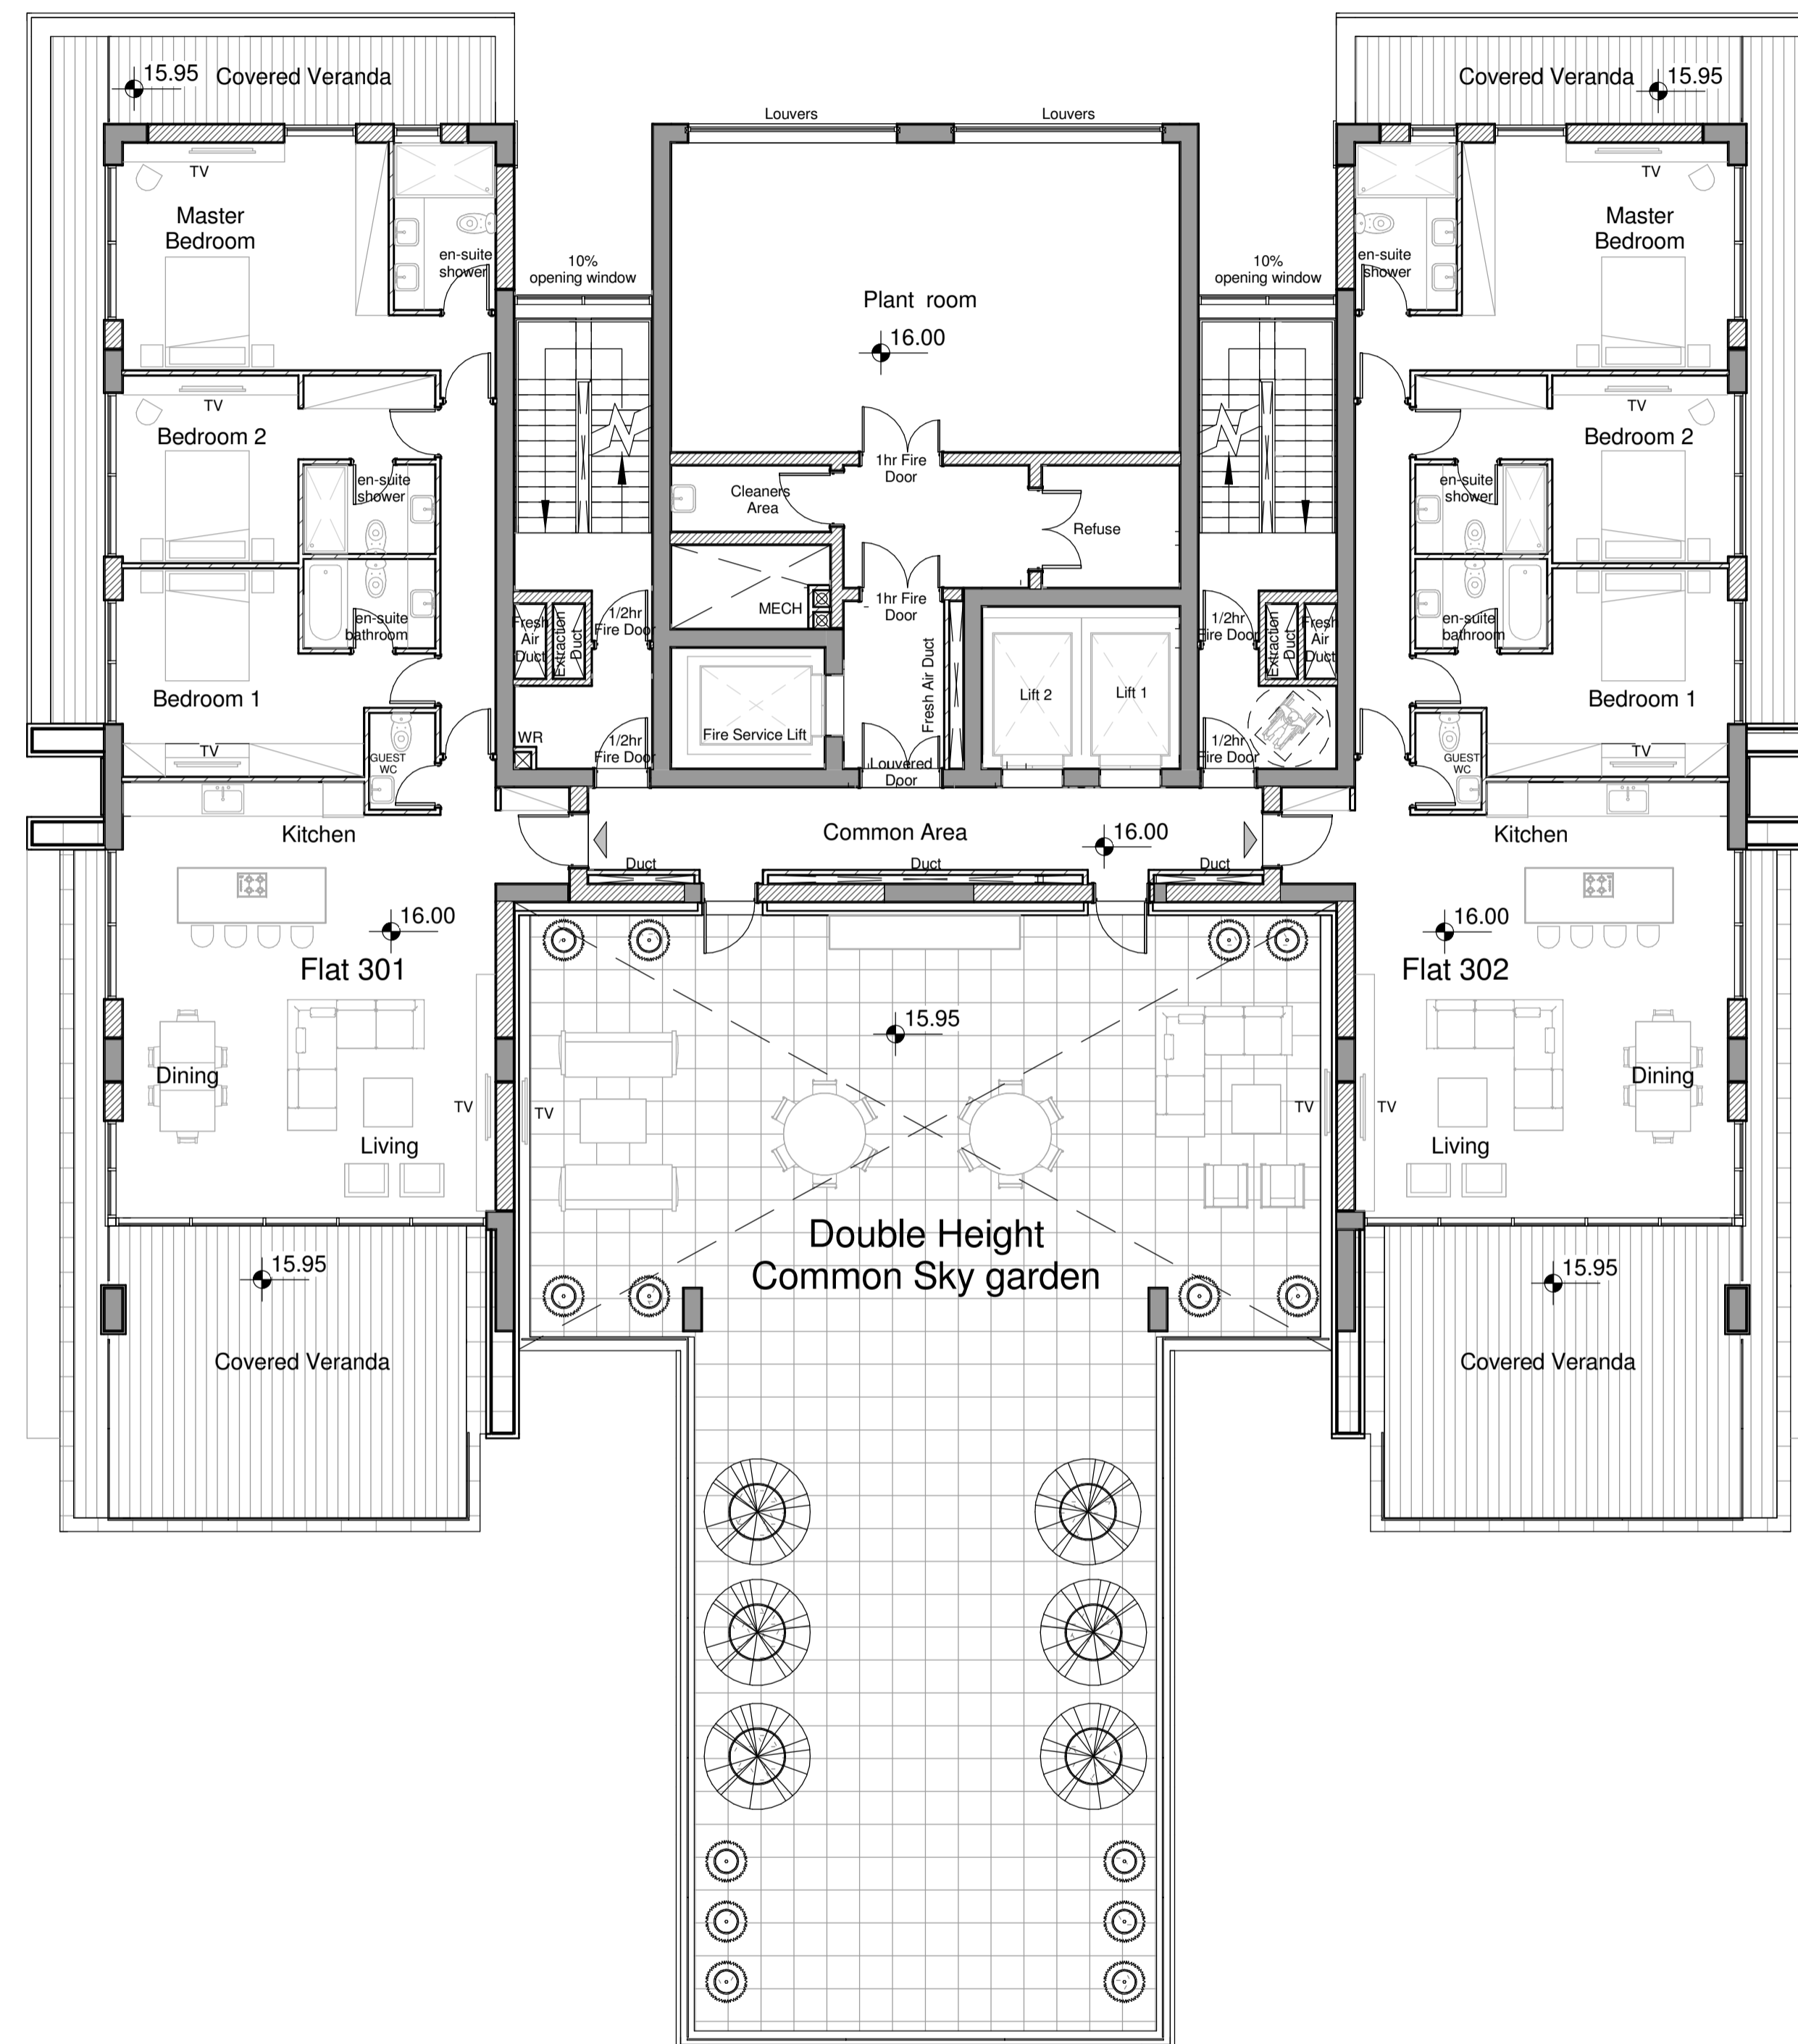 15.95
Covered Veranda
Covered Veranda
15.95
Louvers
Louvers
TV
TV
Master
Bedroom
Master
Bedroom
en-suite
shower
en-suite
shower
10%
opening window
10%
opening window
Plant room
16.00
TV
TV
Bedroom 2
Bedroom 2
1hr Fire
Door
en-suite
shower
Cleaners
Area
Refuse
en-suite
shower
MECH
1hr Fire
Door
Fresh
Air
Duct
Extraction
Duct
1/2hr
Fire Door
1/2hr
Fire Door
Extraction
Duct
Fresh
Air
Duct
en-suite
bathroom
en-suite
bathroom
Fresh Air Duct
Bedroom 1
Lift 2
Lift 1
Bedroom 1
WR
1/2hr
Fire Door
Fire Service Lift
1/2hr
Fire Door
TV
GUEST
WC
Louvered
Door
GUEST
WC
TV
Kitchen
Common Area
16.00
Kitchen
Duct
Duct
Duct
16.00
16.00
Flat 301
Flat 302
15.95
Dining
Dining
TV
TV
TV
TV
Living
Living
Double Height
Common Sky garden
15.95
15.95
Covered Veranda
Covered Veranda